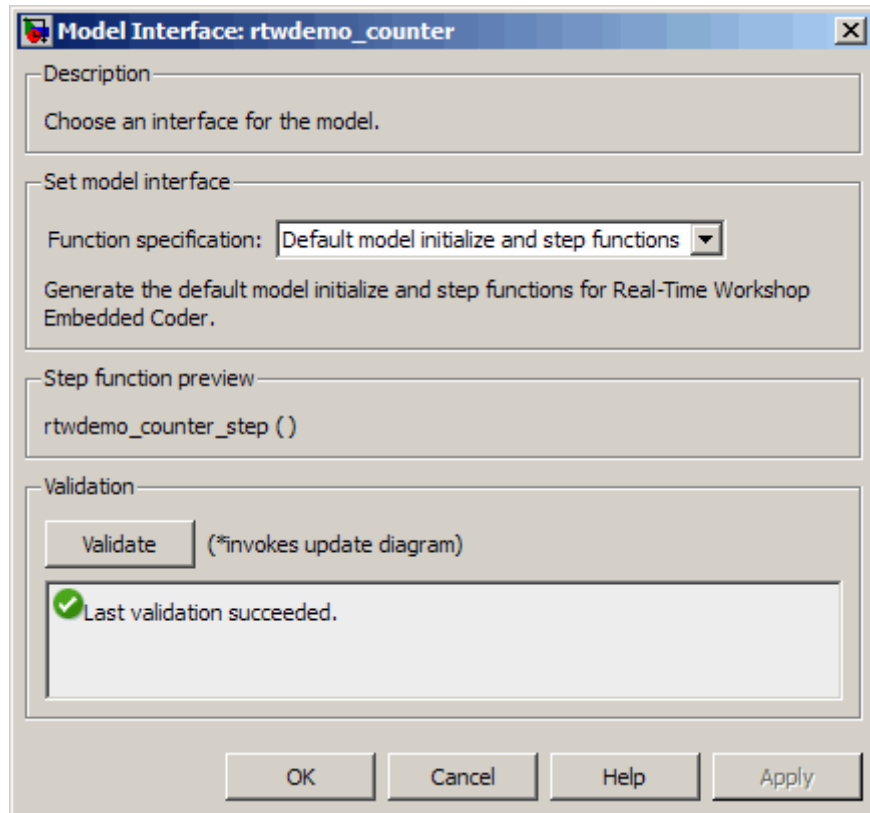 Model Interface: rtwdemo_counter
Description
Choose an interface for the model.
Set model interface
Function specification: Default model initialize and step functions
Generate the default model initialize and step functions for Real-Time Workshop
Embedded Coder.
Step function preview
rtwdemo_counter_step ( )
Validation
Validate (*invokes update diagram)
Last validation succeeded.
OK Cancel Help Apply